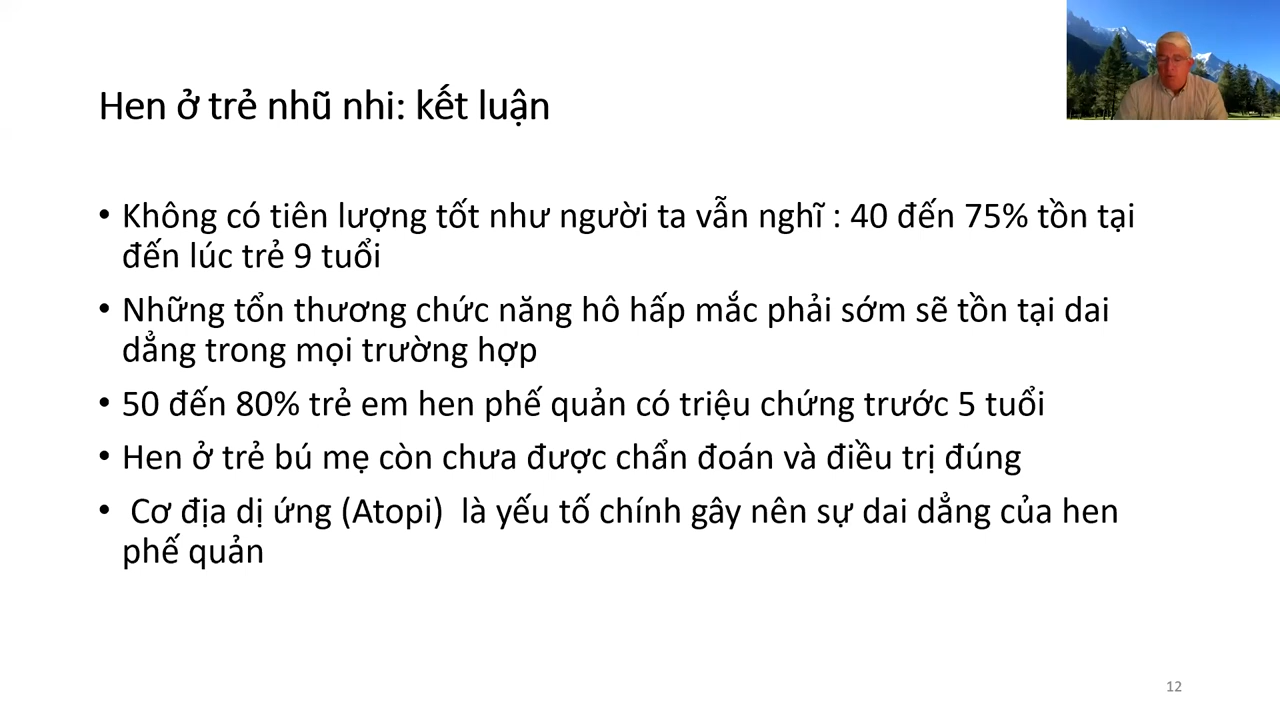 Hen ở trẻ nhũ nhi: kết luận
• Không có tiên lượng tốt như người ta vẫn nghĩ : 40 đến 75% tồn tại
đến lúc trẻ 9 tuổi
• Những tổn thương chức năng hô hấp mắc phải sớm sẽ tồn tại dai
dẳng trong mọi trường hợp
• 50 đến 80% trẻ em hen phế quản có triệu chứng trước 5 tuổi
• Hen ở trẻ bú mẹ còn chưa được chẩn đoán và điều trị đúng
• Cơ địa dị ứng (Atopi) là yếu tố chính gây nên sự dai dẳng của hen
phế quản
12